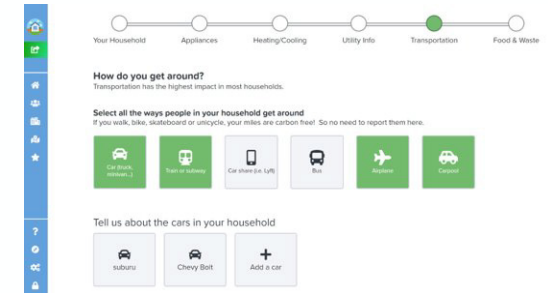 Your Household Appliances Heating/Cooling Utility Info Transportation Food & Waste
How do you get around?
Transportation has the highest impact in most households.
Select all the ways people in your household get around
If you walk, bike, skateboard or unicycle, your miles are carbon free! So no need to report them here.
Car (truck, minivan...) Train or subway Car share (i.e. Lyft) Bus Airplane Carpool
Tell us about the cars in your household
suburu Chevy Bolt Add a car